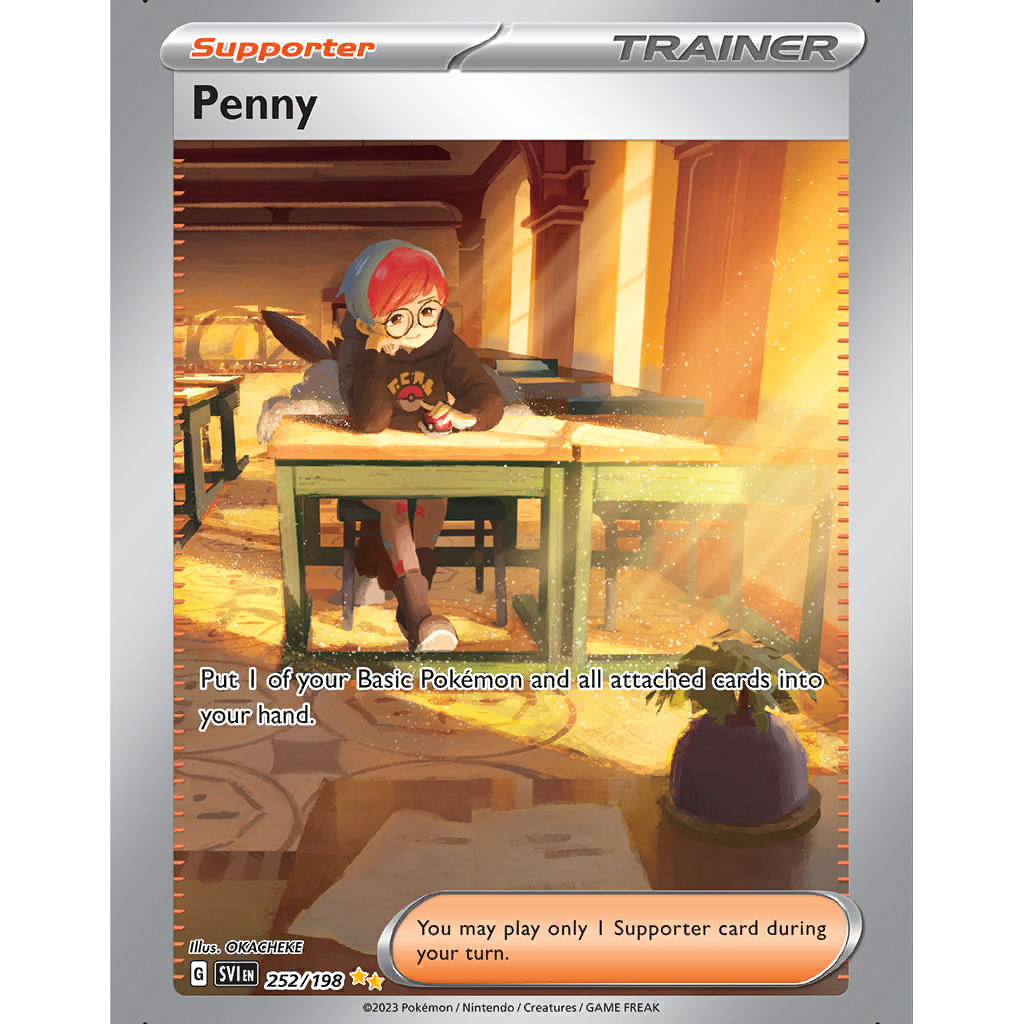 Supporter TRAINER
Penny
Put 1 of your Basic Pokémon and all attached cards into
your hand.
You may play only 1 Supporter card during
your turn.
Illus. OKACHEKE
G SVI EN 252/198
©2023 Pokémon / Nintendo / Creatures / GAME FREAK